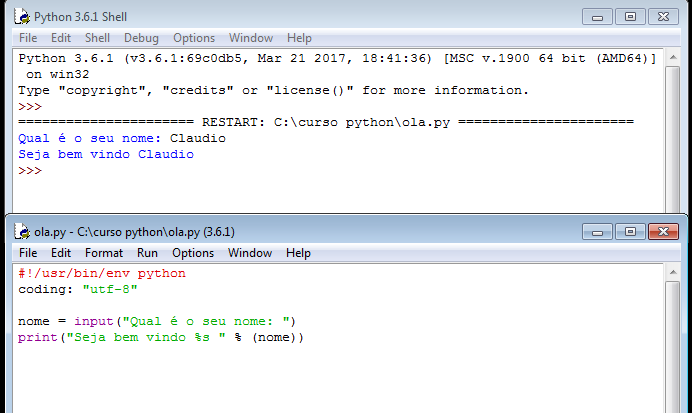 Python 3.6.1 Shell
File Edit Shell Debug Options Window Help
Python 3.6.1 (v3.6.1:69c0db5, Mar 21 2017, 18:41:36) [MSC v.1900 64 bit (AMD64)]
on win32
Type "copyright", "credits" or "license()" for more information.
>>>
====================== RESTART: C:\curso python\ola.py ======================
Qual é o seu nome: Claudio
Seja bem vindo Claudio
>>>
ola.py - C:\curso python\ola.py (3.6.1)
File Edit Format Run Options Window Help
#!/usr/bin/env python
coding: "utf-8"
nome = input("Qual é o seu nome: ")
print("Seja bem vindo %s " % (nome))